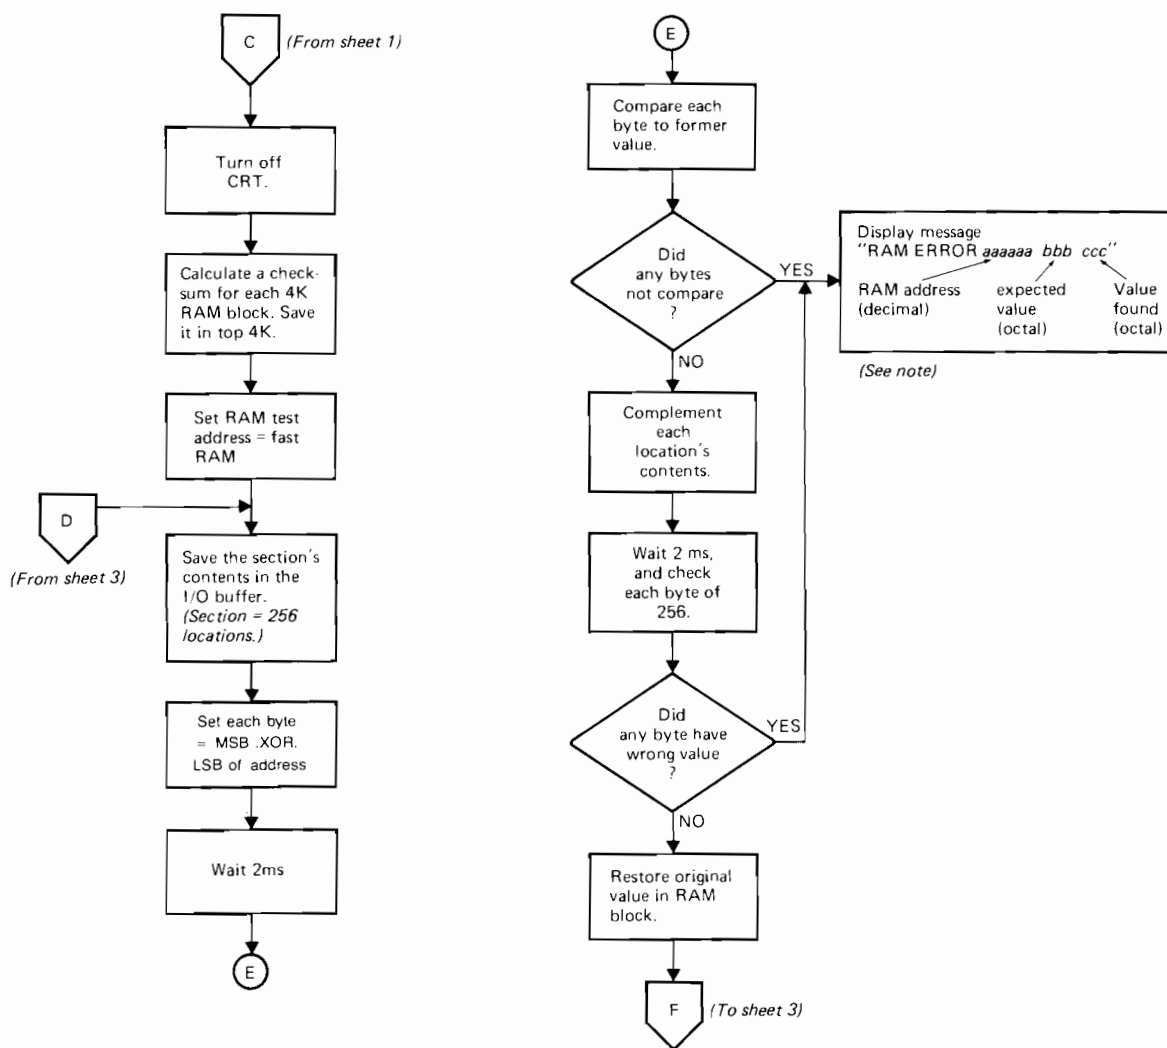 C
(From sheet 1)
Turn off
CRT.
Calculate a check-
sum for each 4K
RAM block. Save
it in top 4K.
Set RAM test
address = fast
RAM
D
(From sheet 3)
Save the section's
contents in the
I/O buffer.
(Section = 256
locations.)
Set each byte
= MSB .XOR.
LSB of address
Wait 2ms
E
E
Compare each
byte to former
value.
Did
any bytes
not compare
?
YES
NO
Display message
"RAM ERROR aaaaaa bbb ccc"
RAM address
(decimal)
expected
value
(octal)
Value
found
(octal)
(See note)
Complement
each
location's
contents.
Wait 2 ms,
and check
each byte of
256.
Did
any byte have
wrong value
?
YES
NO
Restore original
value in RAM
block.
F
(To sheet 3)